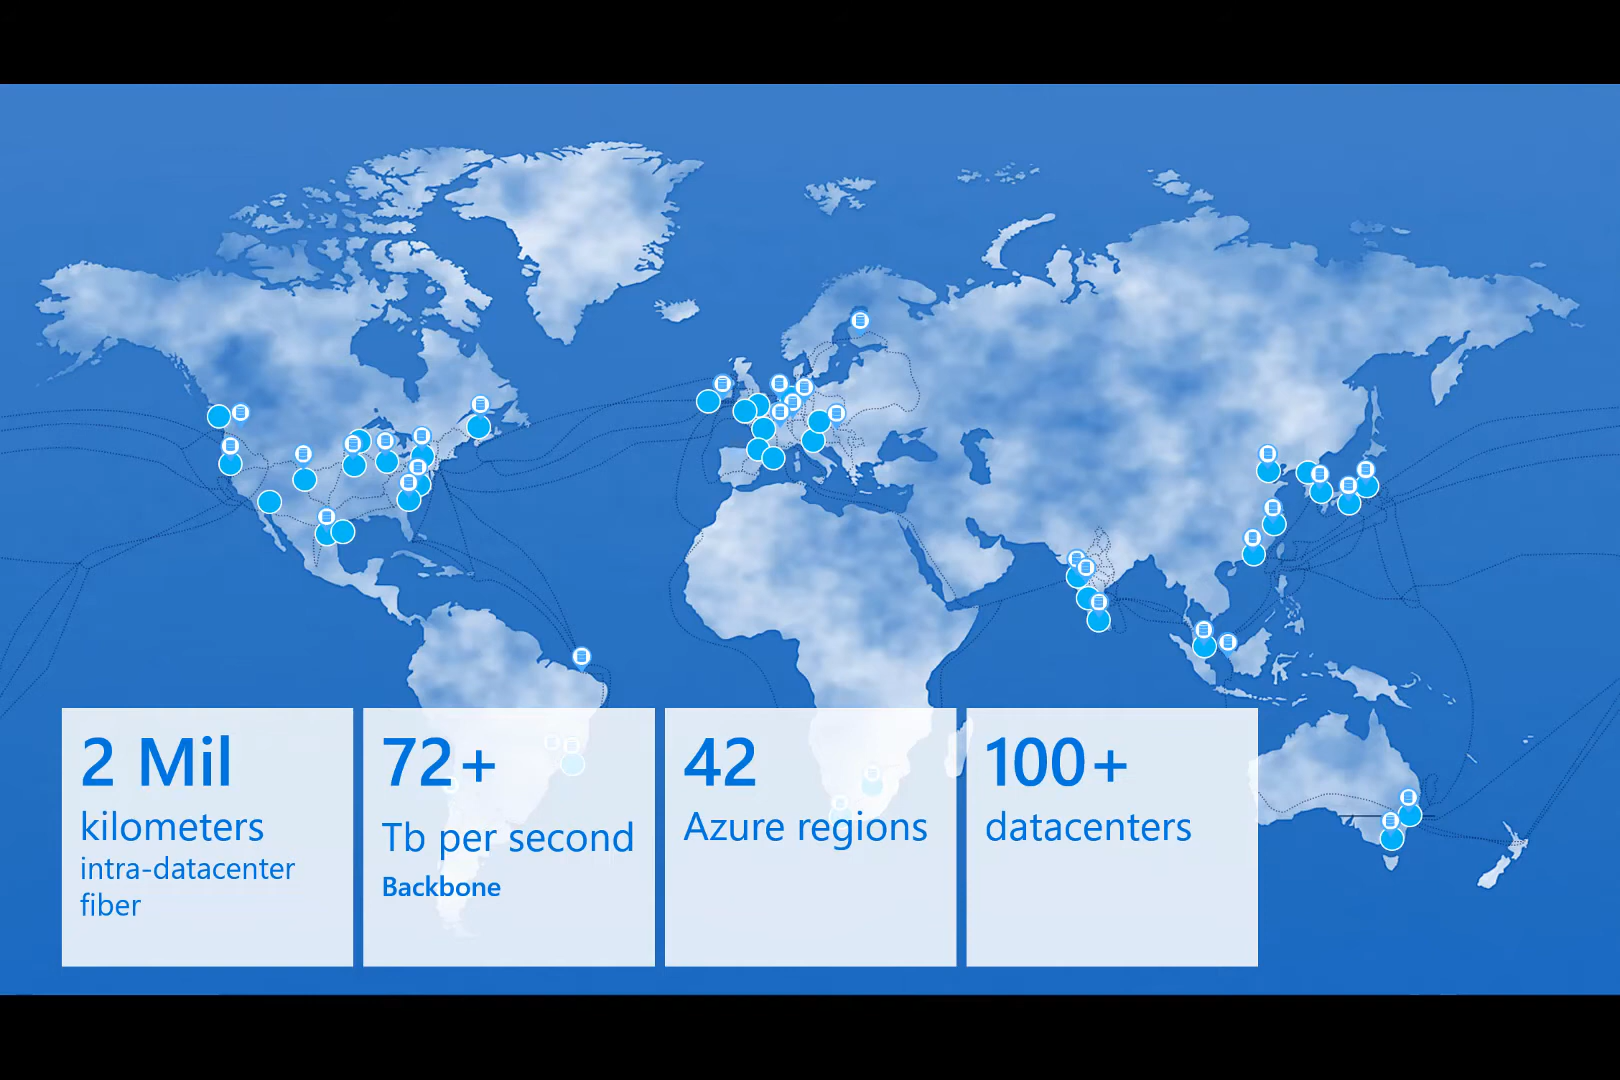 2 Mil
kilometers
intra-datacenter
fiber
72+
Tb per second
Backbone
42
Azure regions
100+
datacenters